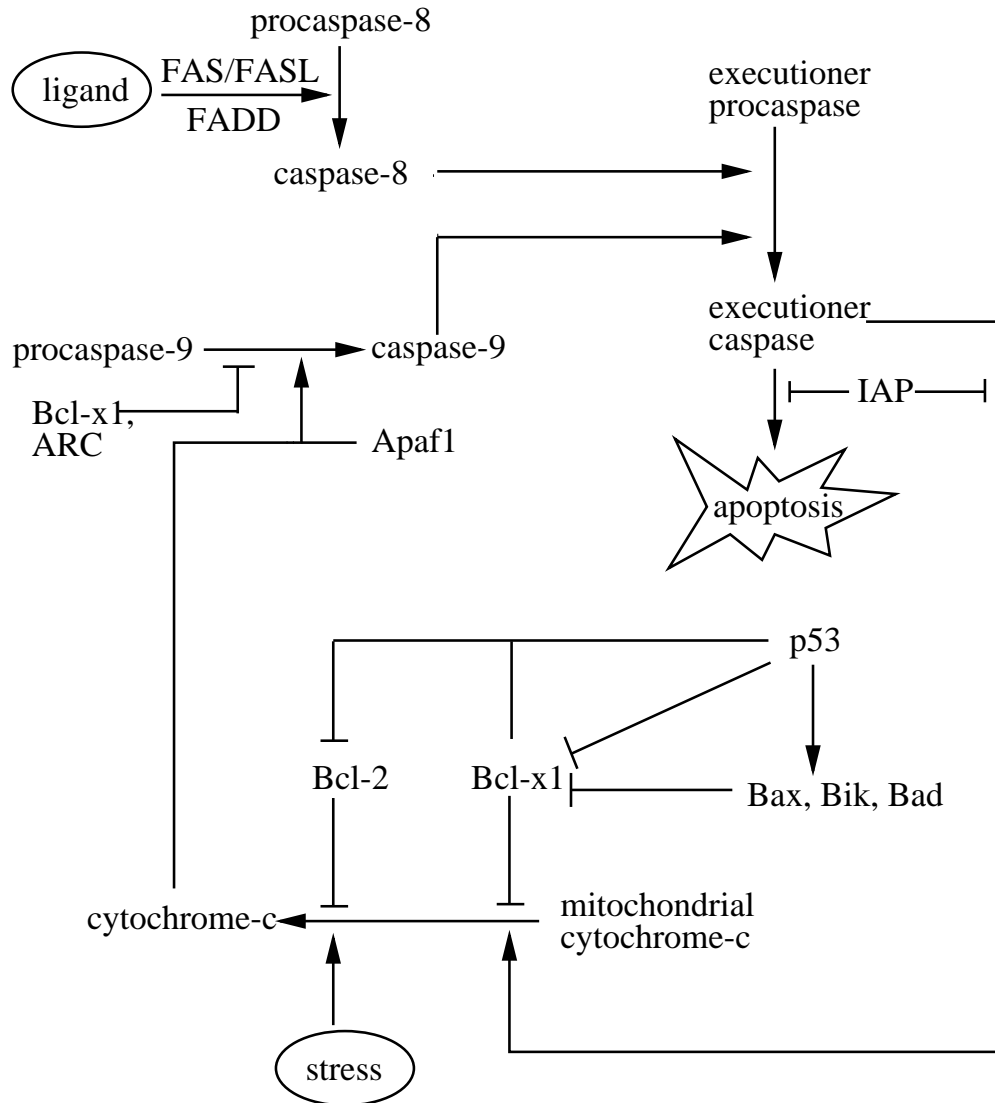 procaspase-8
ligand
FAS/FASL
FADD
executioner
procaspase
caspase-8
executioner
caspase
procaspase-9
caspase-9
IAP
Bcl-x1,
ARC
Apaf1
apoptosis
p53
Bcl-2
Bcl-x1
Bax, Bik, Bad
cytochrome-c
mitochondrial
cytochrome-c
stress